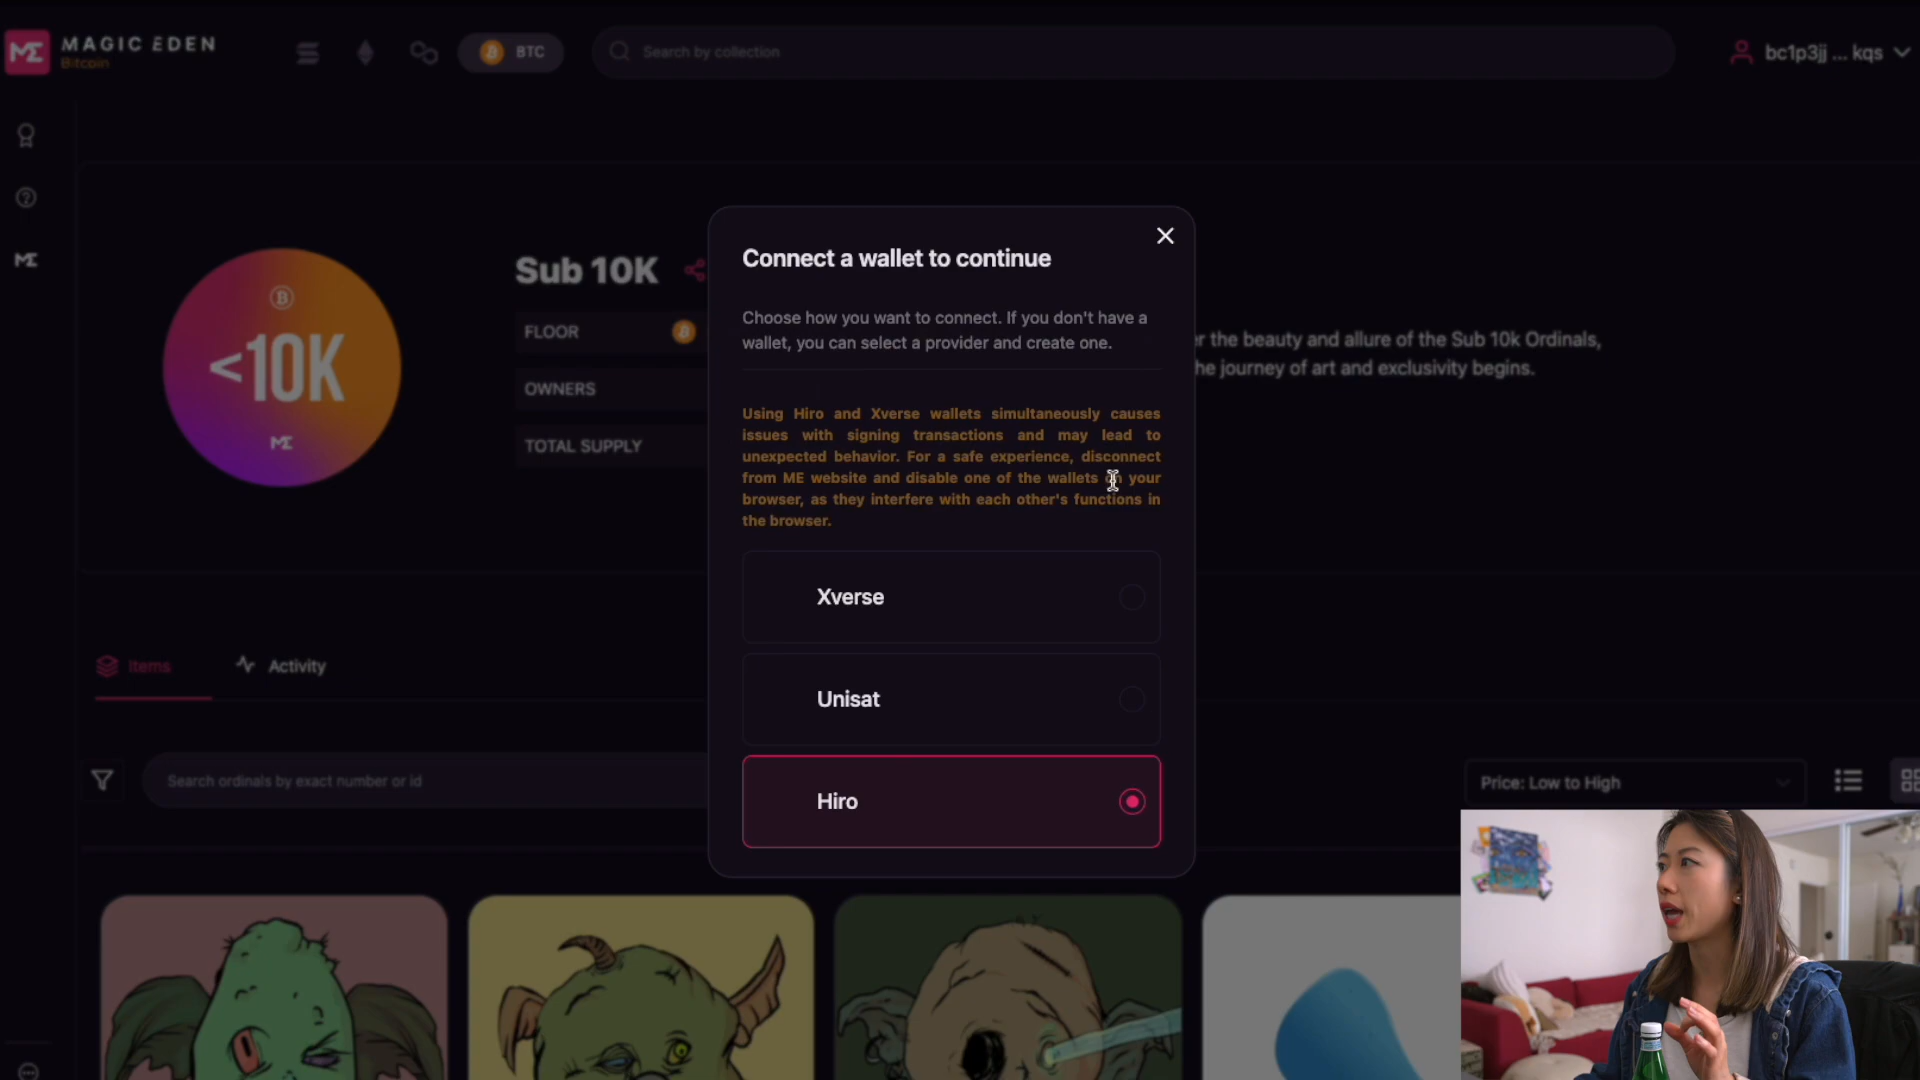 MAGIC EDEN
Bitcoin
BTC
Search by collection
bc1p3jj ... kqs
<10K
Sub 10K
FLOOR
OWNERS
TOTAL SUPPLY
r the beauty and allure of the Sub 10k Ordinals,
he journey of art and exclusivity begins.
Connect a wallet to continue
Choose how you want to connect. If you don't have a
wallet, you can select a provider and create one.
Using Hiro and Xverse wallets simultaneously causes
issues with signing transactions and may lead to
unexpected behavior. For a safe experience, disconnect
from ME website and disable one of the wallets on your
browser, as they interfere with each other's functions in
the browser.
Xverse
Unisat
Hiro
Items
Activity
Search ordinals by exact number or id
Price: Low to High